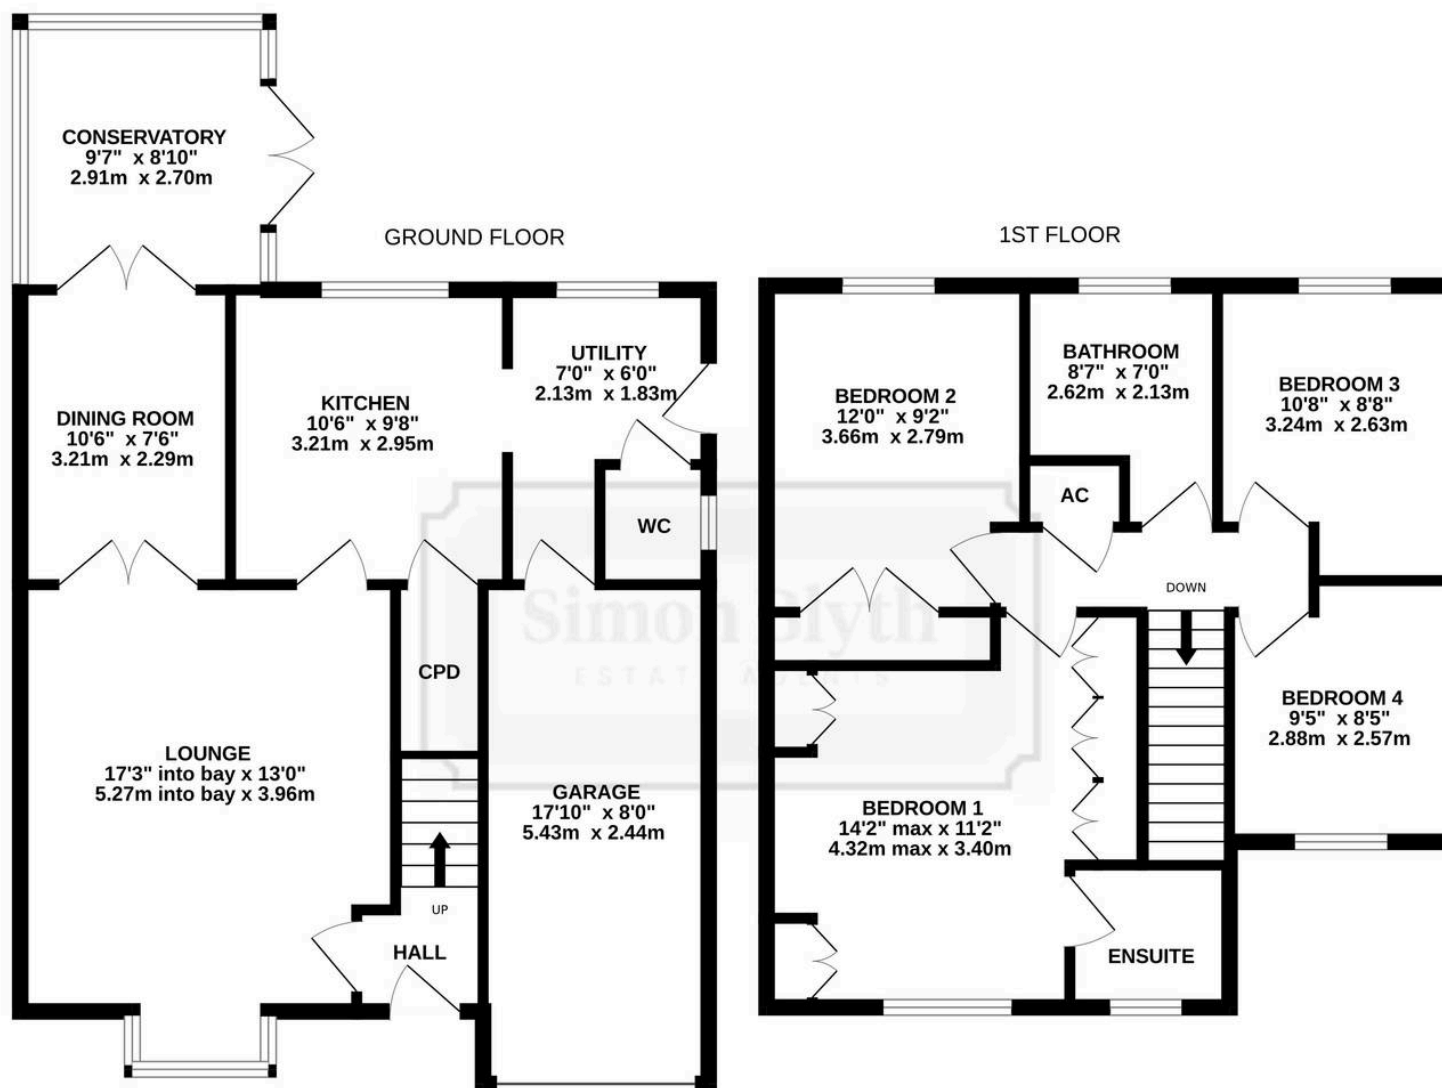 CONSERVATORY
9'7" x 8'10"
2.91m x 2.70m
GROUND FLOOR
DINING ROOM
10'6" x 7'6"
3.21m x 2.29m
KITCHEN
10'6" x 9'8"
3.21m x 2.95m
UTILITY
7'0" x 6'0"
2.13m x 1.83m
WC
CPD
LOUNGE
17'3" into bay x 13'0"
5.27m into bay x 3.96m
GARAGE
17'10" x 8'0"
5.43m x 2.44m
UP
HALL
1ST FLOOR
BEDROOM 2
12'0" x 9'2"
3.66m x 2.79m
BATHROOM
8'7" x 7'0"
2.62m x 2.13m
BEDROOM 3
10'8" x 8'8"
3.24m x 2.63m
AC
DOWN
BEDROOM 4
9'5" x 8'5"
2.88m x 2.57m
BEDROOM 1
14'2" max x 11'2"
4.32m max x 3.40m
ENSUITE
Simon Blyth
ESTATE AGENTS